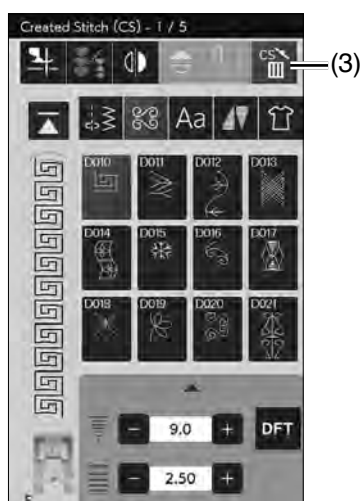 Created Stitch (CS) - 1 / 5
CS
(3)
Aa
D010 D011 D012 D013
D014 D015 D016 D017
D018 D019 D020 D021
− 9.0 + DFT
− 2.50 +
F